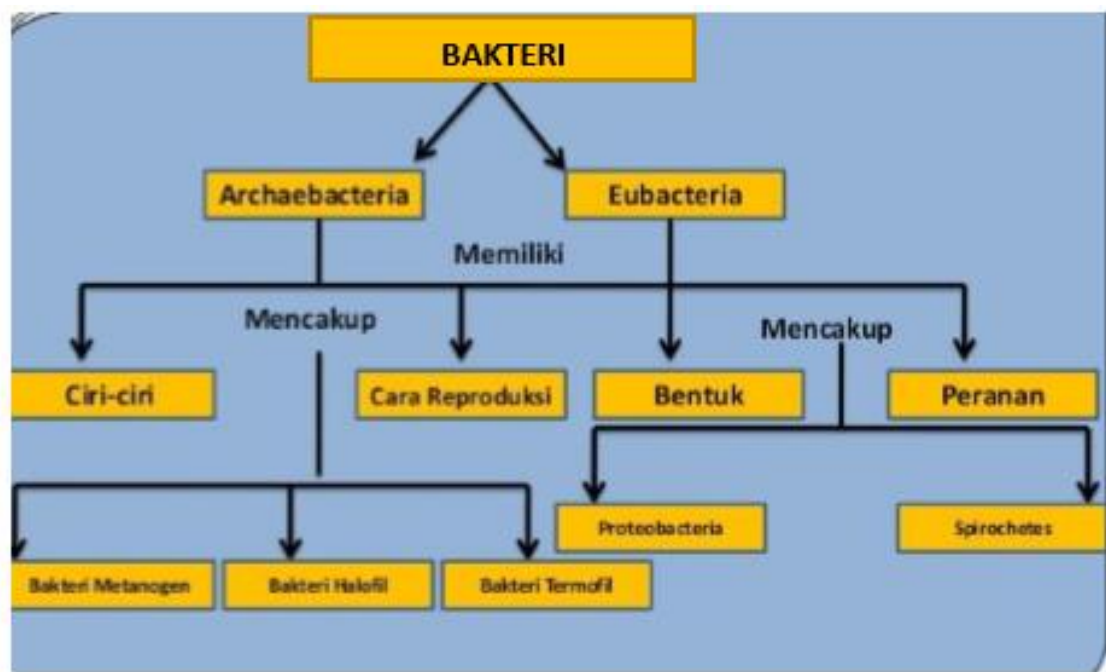 BAKTERI
Archaebacteria
Eubacteria
Memiliki
Mencakup
Mencakup
Ciri-ciri
Cara Reproduksi
Bentuk
Peranan
Proteobacteria
Spirochetes
Bakteri Metanogen
Bakteri Halofil
Bakteri Termofil